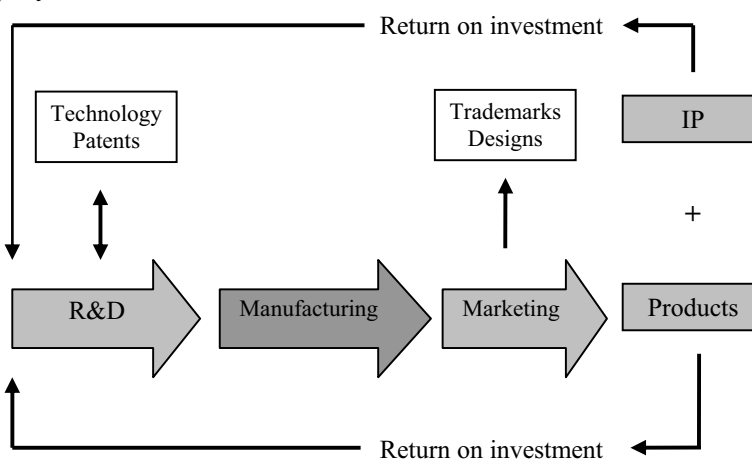 Return on investment
Technology
Patents
Trademarks
Designs
IP
+
R&D
Manufacturing
Marketing
Products
Return on investment